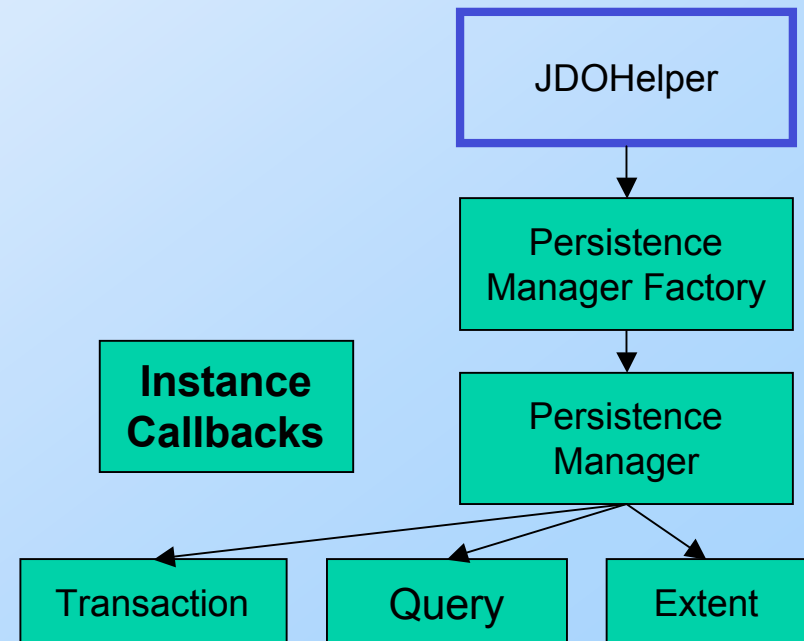 JDOHelper
Persistence
Manager Factory
Instance
Callbacks
Persistence
Manager
Transaction
Query
Extent